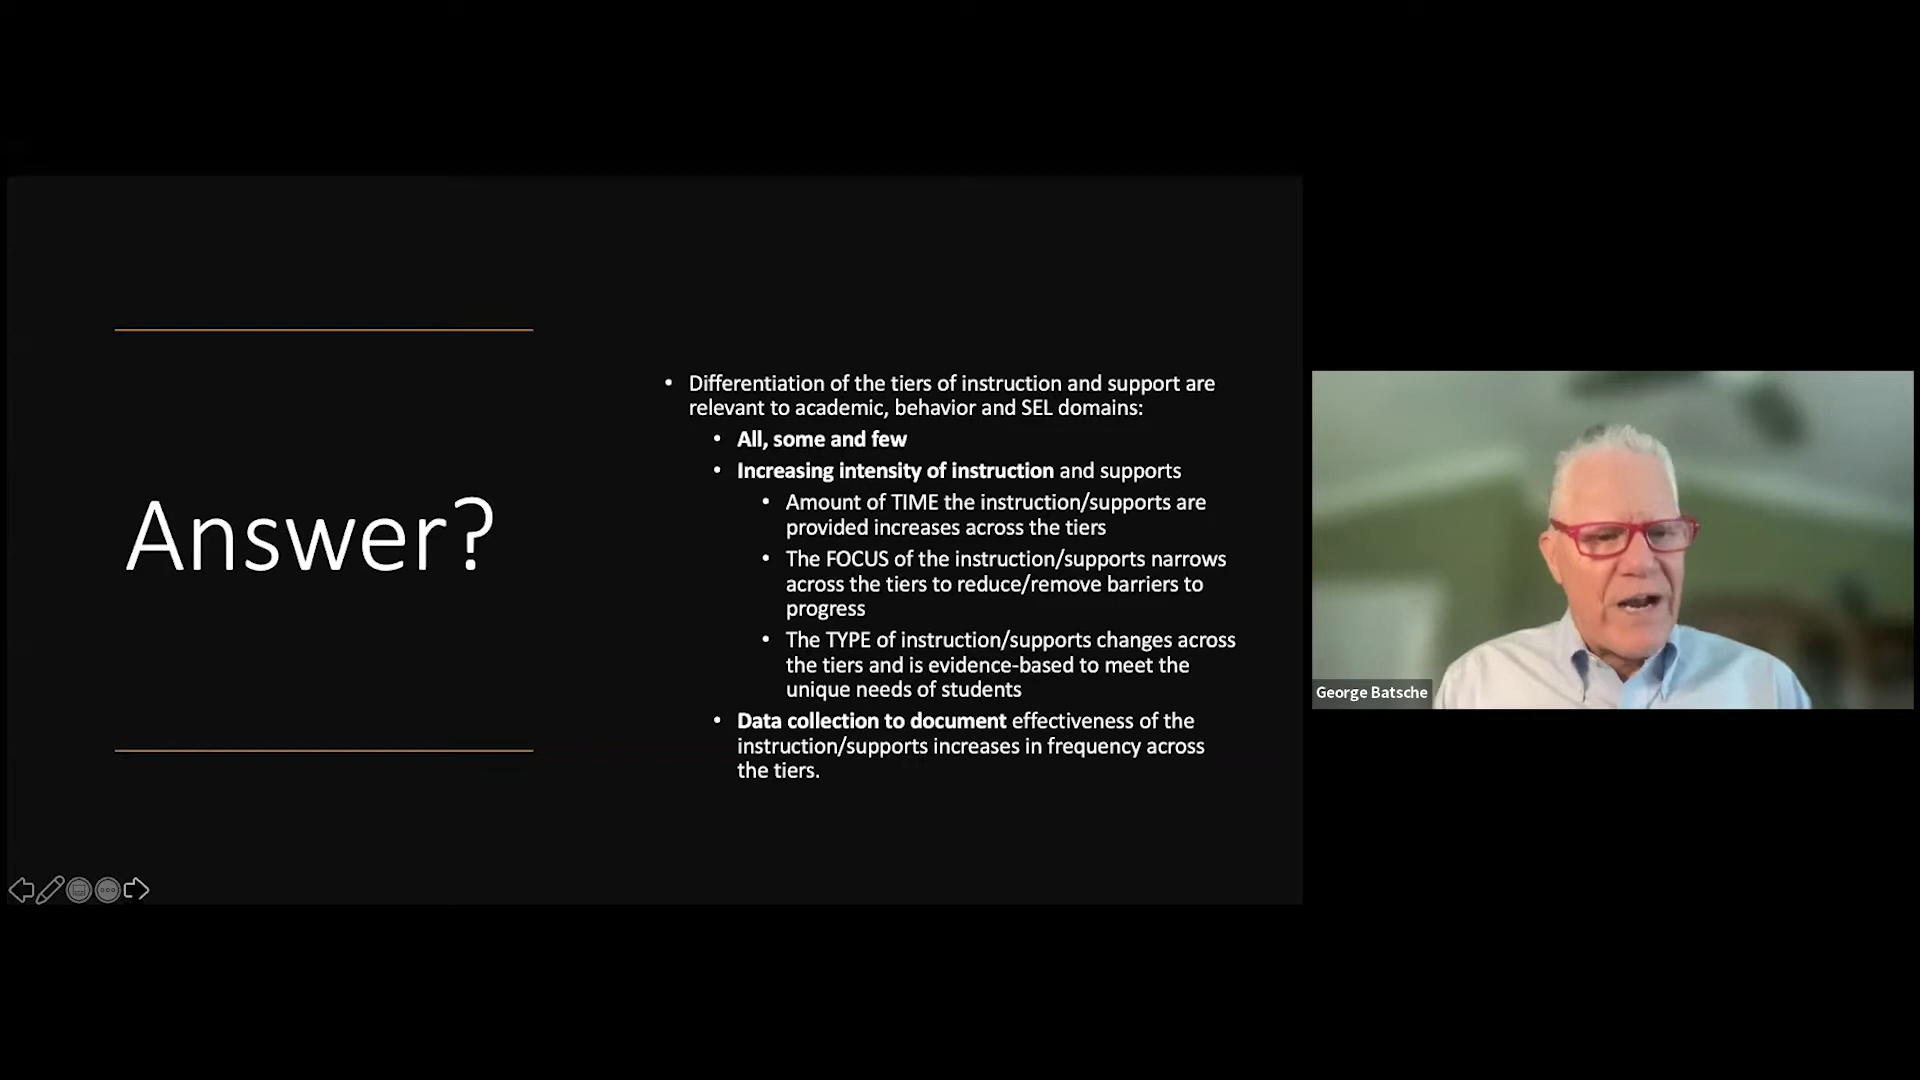 Answer?
• Differentiation of the tiers of instruction and support are
relevant to academic, behavior and SEL domains:
• All, some and few
• Increasing intensity of instruction and supports
• Amount of TIME the instruction/supports are
provided increases across the tiers
• The FOCUS of the instruction/supports narrows
across the tiers to reduce/remove barriers to
progress
• The TYPE of instruction/supports changes across
the tiers and is evidence-based to meet the
unique needs of students
• Data collection to document effectiveness of the
instruction/supports increases in frequency across
the tiers.
George Batsche